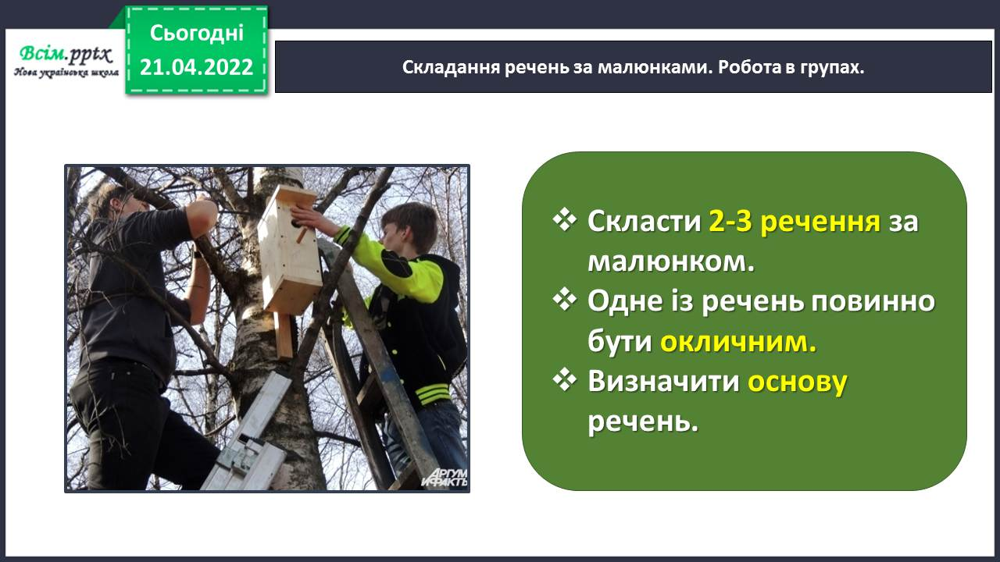 Сьогодні
21.04.2022
Всім.pptx
Нова українська школа
Складання речень за малюнками. Робота в групах.
❖ Скласти 2-3 речення за
малюнком.
❖ Одне із речень повинно
бути окличним.
❖ Визначити основу
речень.
АРГУМ
И ФАКТЫ